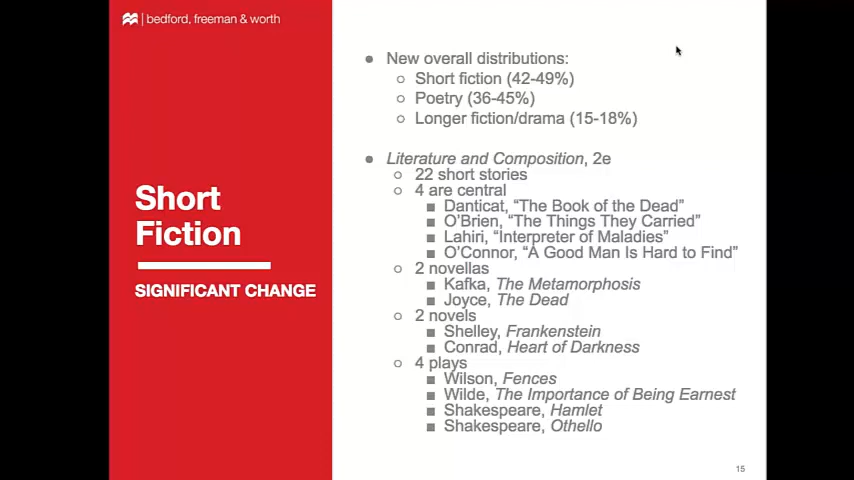 bedford, freeman & worth
Short
Fiction
SIGNIFICANT CHANGE
● New overall distributions:
○ Short fiction (42-49%)
○ Poetry (36-45%)
○ Longer fiction/drama (15-18%)
● Literature and Composition, 2e
○ 22 short stories
○ 4 are central
■ Danticat, “The Book of the Dead”
■ O’Brien, “The Things They Carried”
■ Lahiri, “Interpreter of Maladies”
■ O’Connor, “A Good Man Is Hard to Find”
○ 2 novellas
■ Kafka, The Metamorphosis
■ Joyce, The Dead
○ 2 novels
■ Shelley, Frankenstein
■ Conrad, Heart of Darkness
○ 4 plays
■ Wilson, Fences
■ Wilde, The Importance of Being Earnest
■ Shakespeare, Hamlet
■ Shakespeare, Othello
15